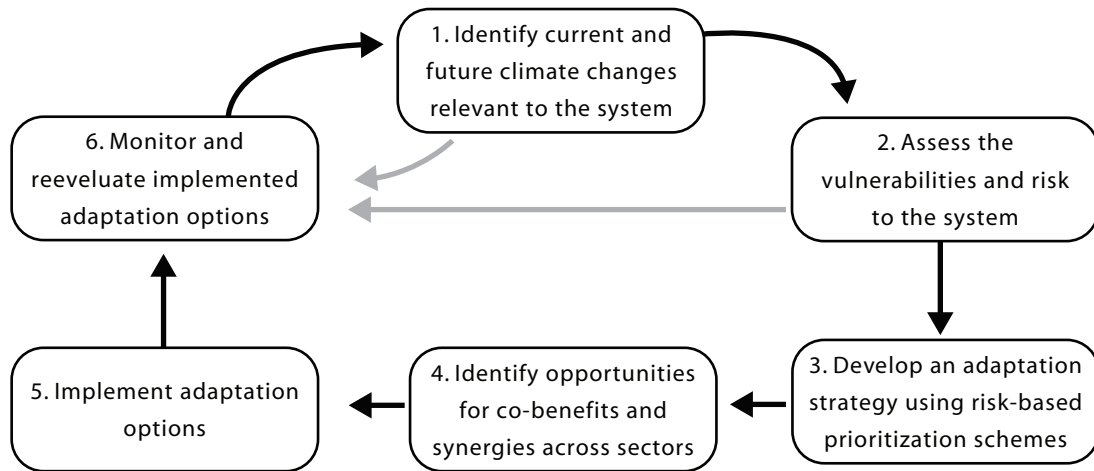 1. Identify current and
future climate changes
relevant to the system
2. Assess the
vulnerabilities and risk
to the system
3. Develop an adaptation
strategy using risk-based
prioritization schemes
4. Identify opportunities
for co-benefits and
synergies across sectors
5. Implement adaptation
options
6. Monitor and
reeveluate implemented
adaptation options